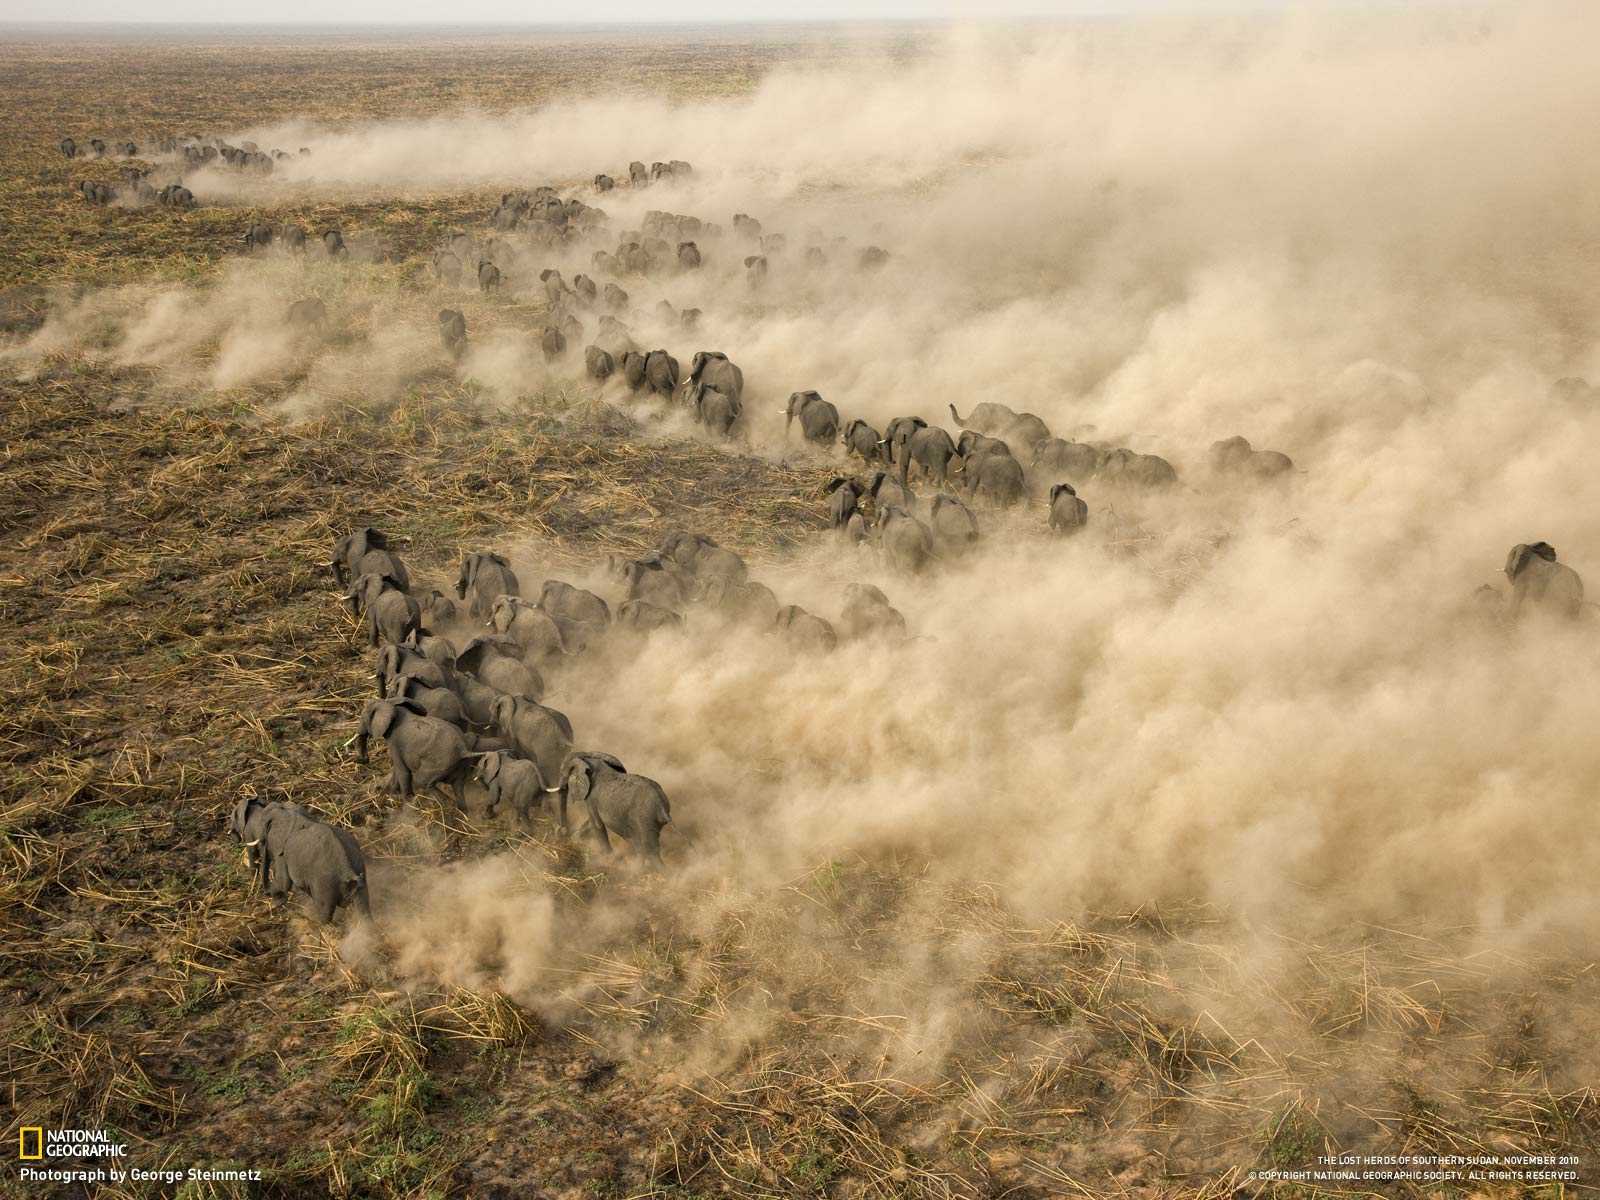 NATIONAL
GEOGRAPHIC
Photograph by George Steinmetz
THE LOST HERDS OF SOUTHERN SUDAN, NOVEMBER 2010
© COPYRIGHT NATIONAL GEOGRAPHIC SOCIETY. ALL RIGHTS RESERVED.